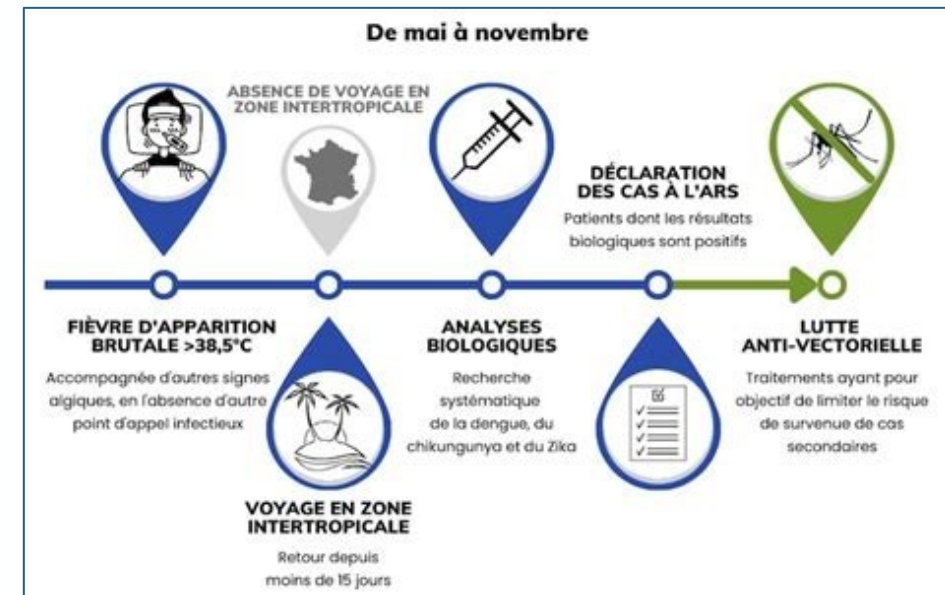 De mai à novembre
ABSENCE DE VOYAGE EN
ZONE INTERTROPICALE
DÉCLARATION
DES CAS À L'ARS
Patients dont les résultats
biologiques sont positifs
FIÈVRE D'APPARITION
BRUTALE >38,5°C
Accompagnée d'autres signes
algiques, en l'absence d'autre
point d'appel infectieux
VOYAGE EN ZONE
INTERTROPICALE
Retour depuis
moins de 15 jours
ANALYSES
BIOLOGIQUES
Recherche
systématique
de la dengue, du
chikungunya et du Zika
LUTTE
ANTI-VECTORIELLE
Traitements ayant pour
objectif de limiter le risque
de survenue de cas
secondaires